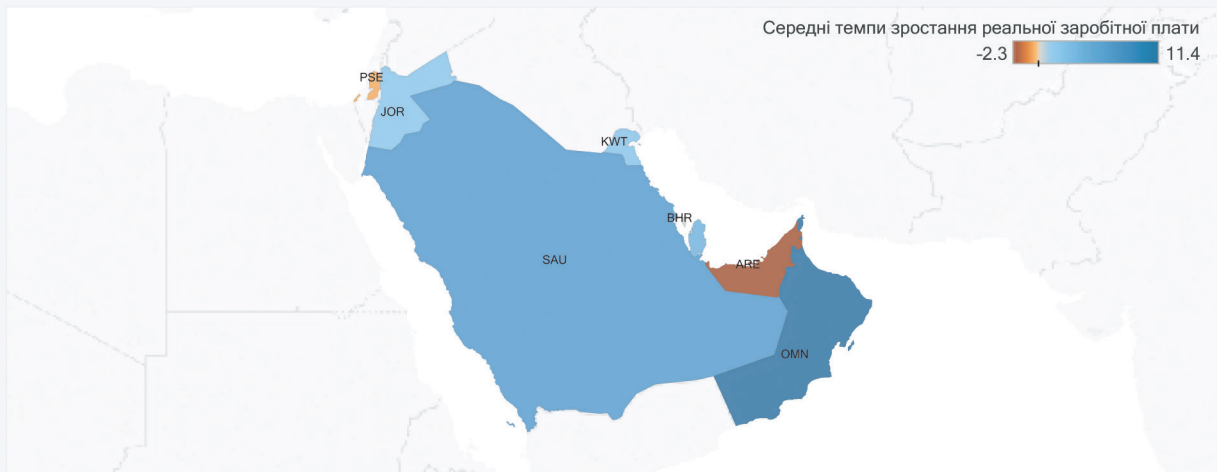 Середні темпи зростання реальної заробітної плати
-2.3 11.4
PSE
JOR
KWT
BHR
SAU
ARE
OMN